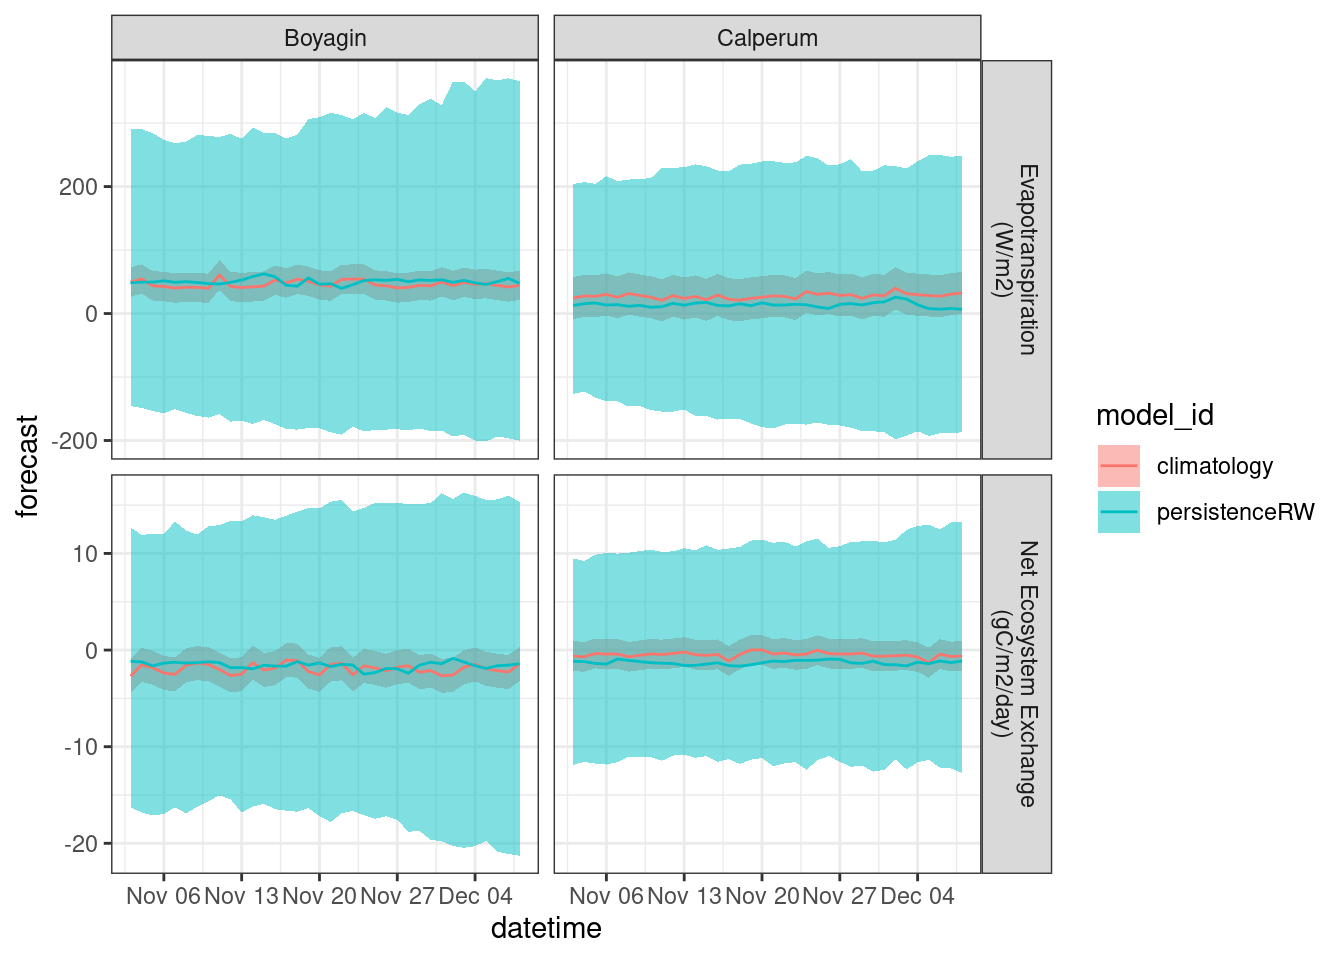 Boyagin
Calperum
200
0
-200
Evapotranspiration
(W/m2)
10
0
-10
-20
Net Ecosystem Exchange
(gC/m2/day)
forecast
Nov 06 Nov 13 Nov 20 Nov 27 Dec 04
Nov 06 Nov 13 Nov 20 Nov 27 Dec 04
datetime
model_id
climatology
persistenceRW